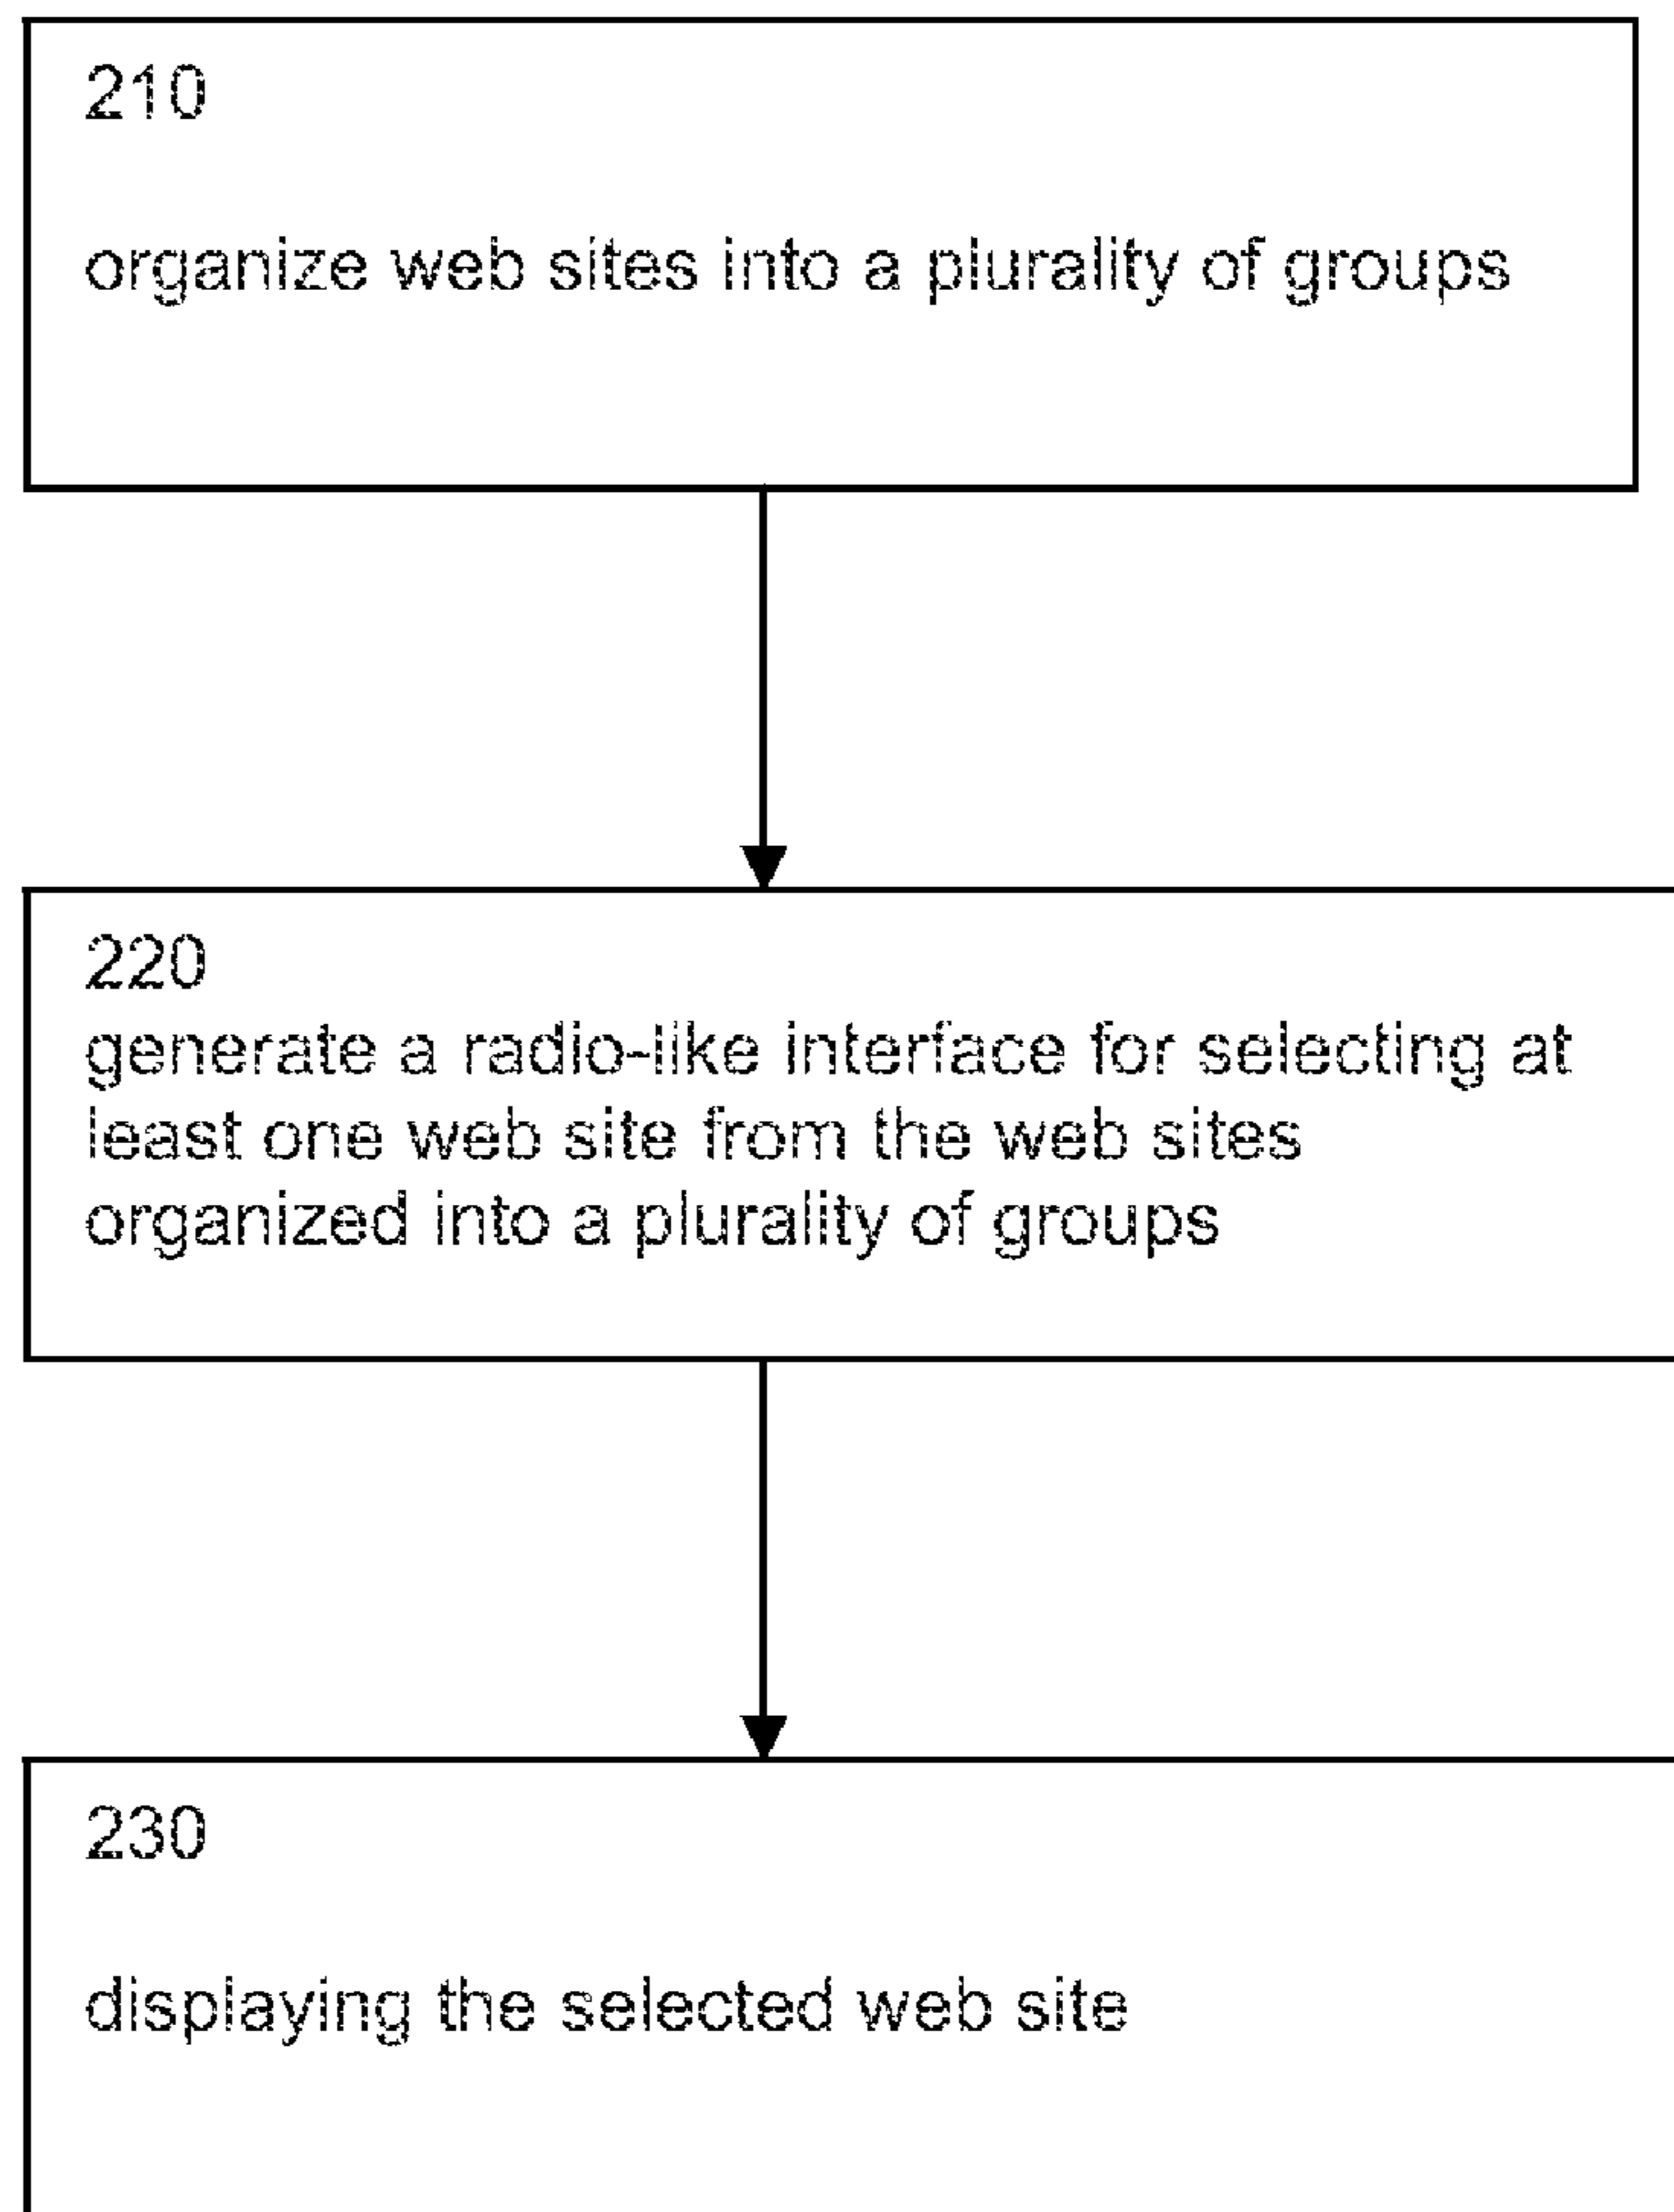 210
organize web sites into a plurality of groups
220
generate a radio-like interface for selecting at
least one web site from the web sites
organized into a plurality of groups
230
displaying the selected web site